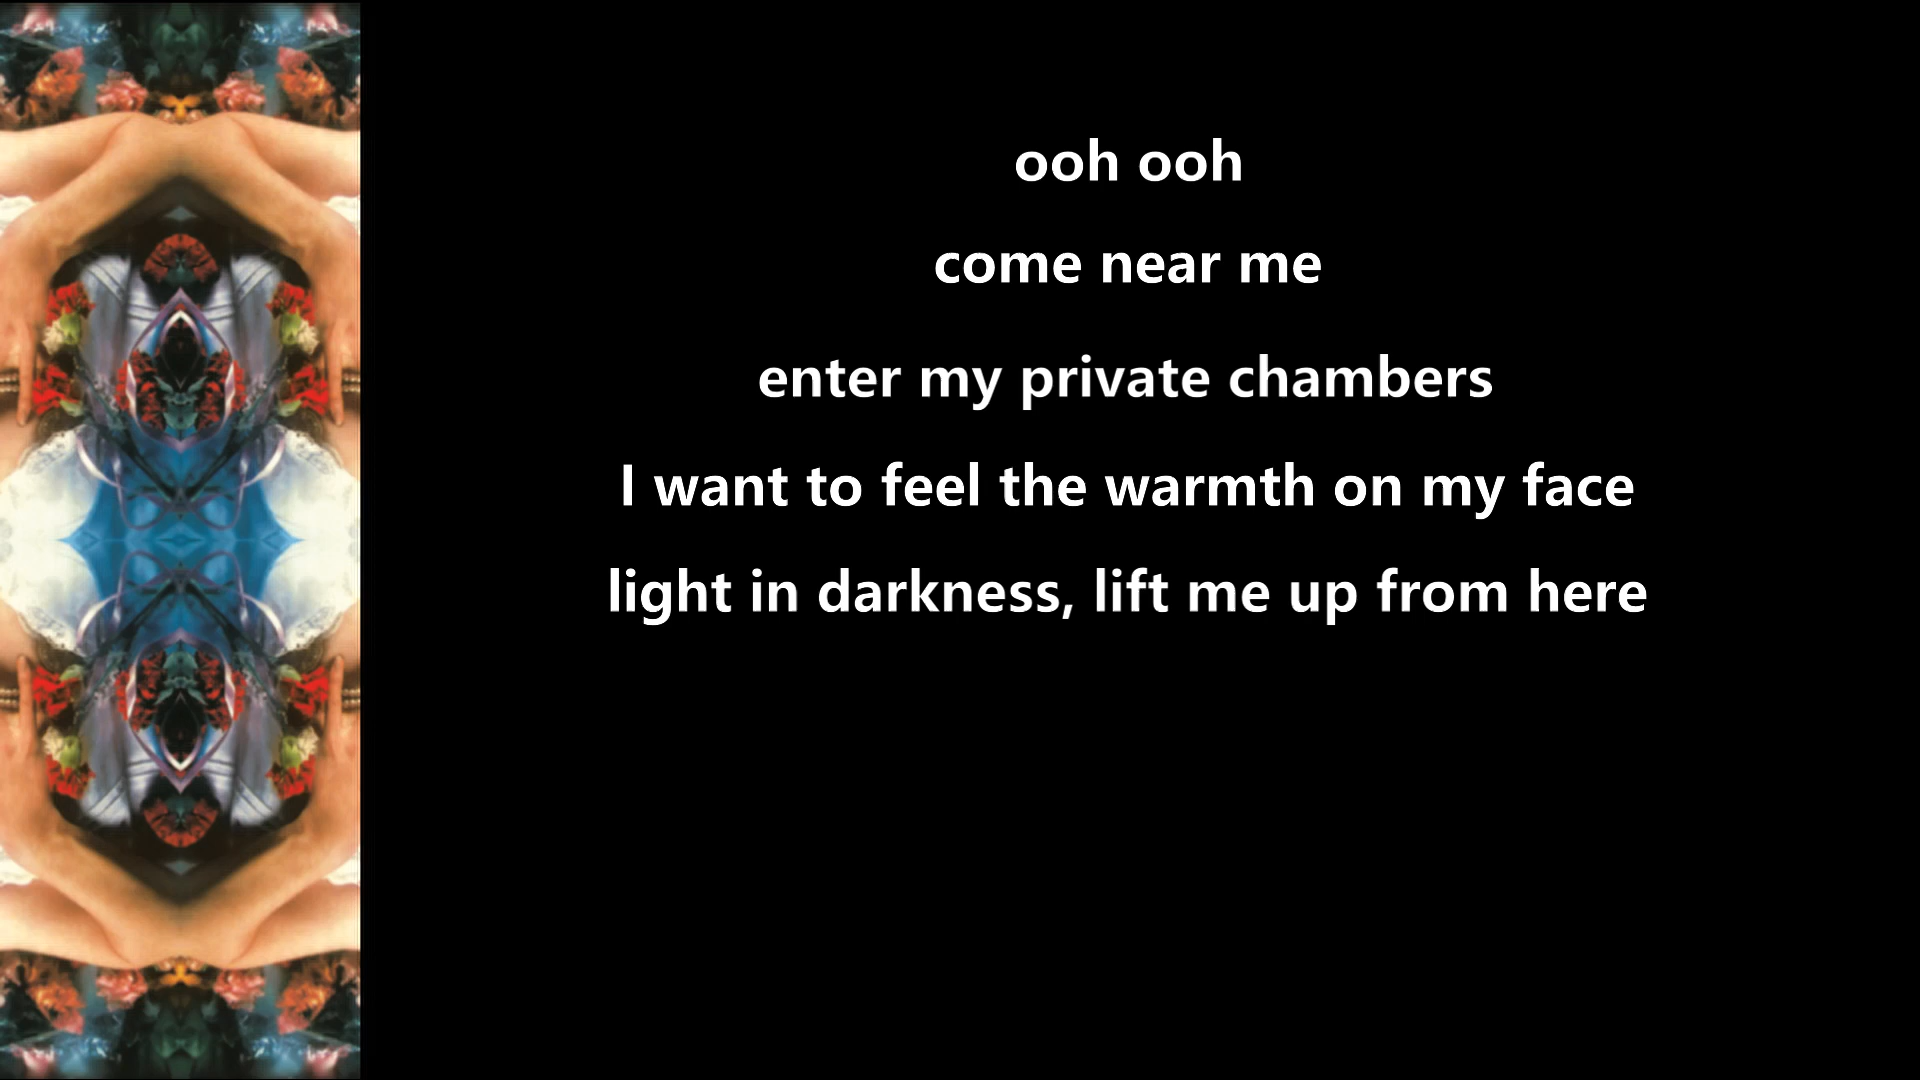 ooh ooh
come near me
enter my private chambers
I want to feel the warmth on my face
light in darkness, lift me up from here